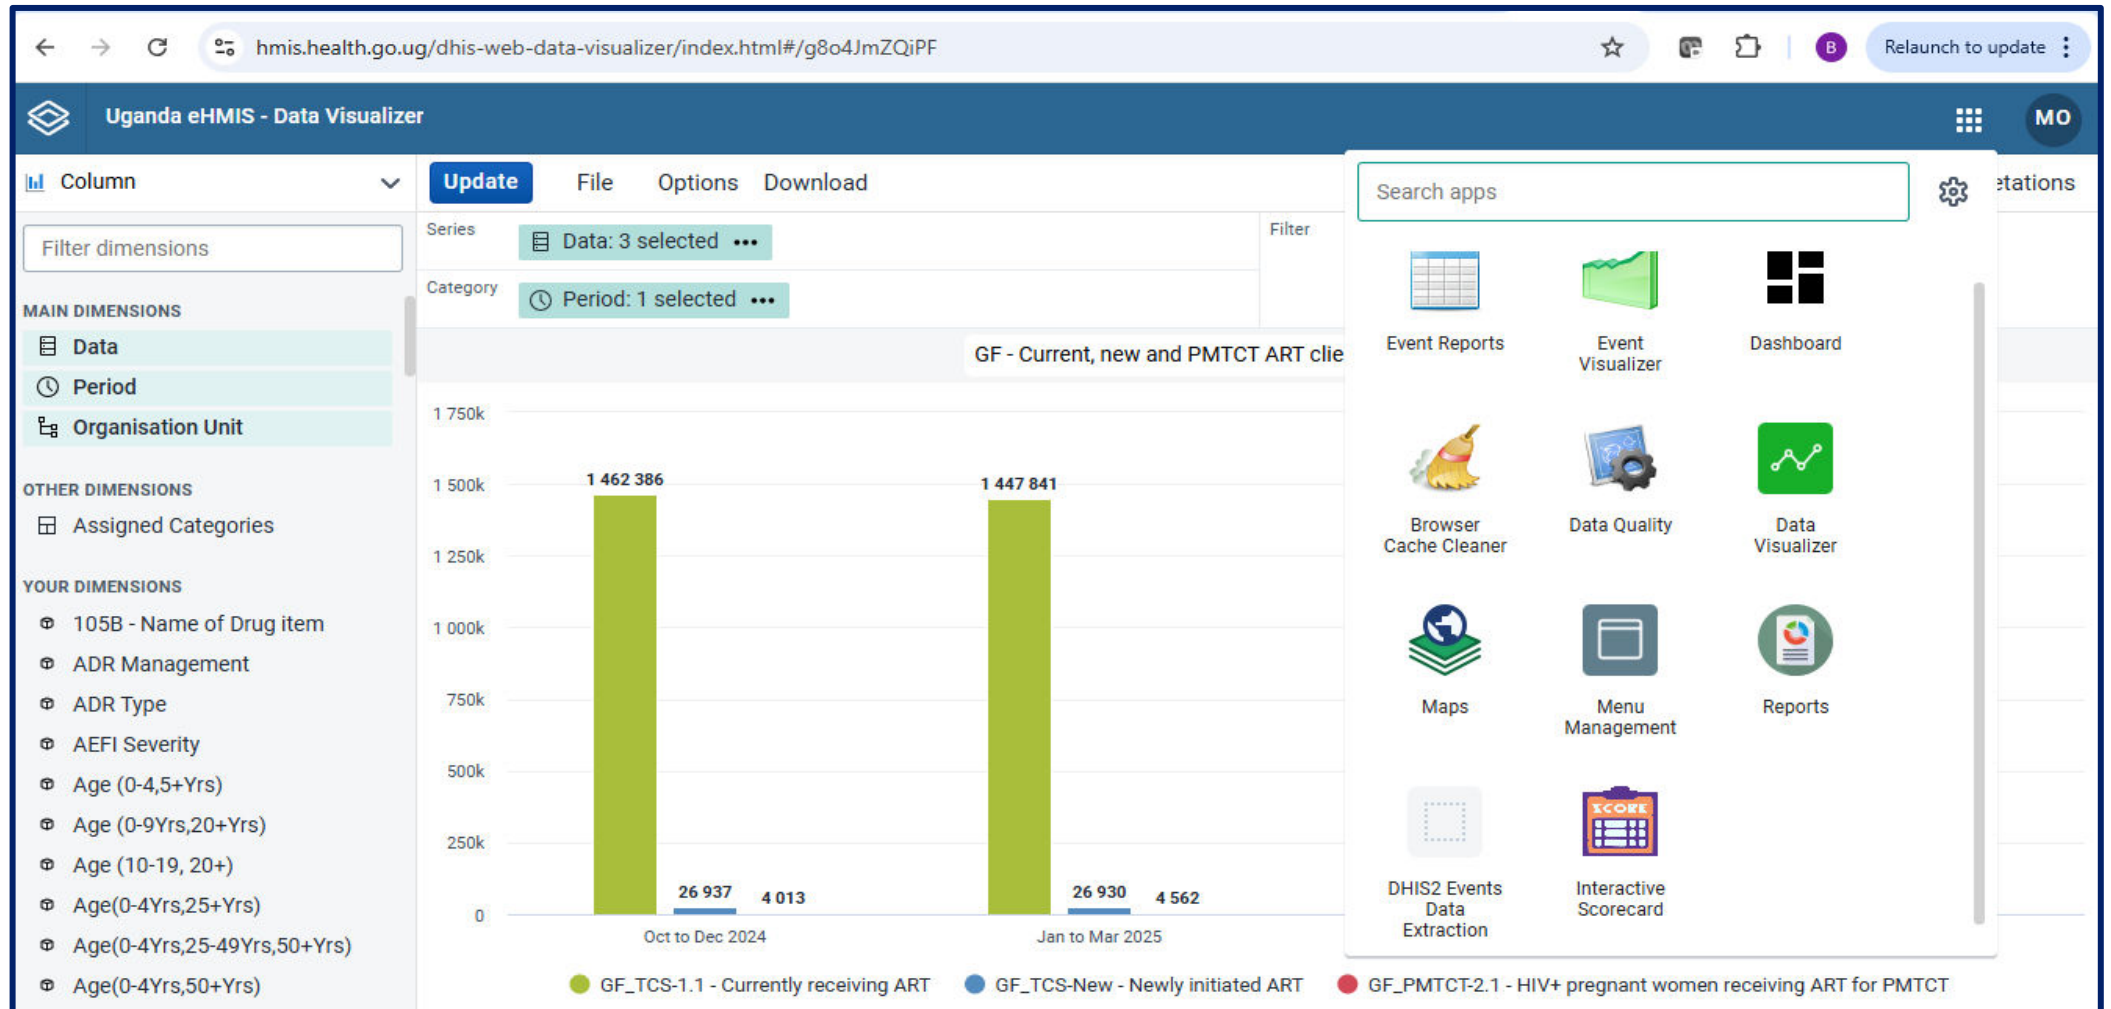 hmis.health.go.ug/dhis-web-data-visualizer/index.html#/g8o4JmZQiPF
B
Relaunch to update
Uganda eHMIS - Data Visualizer
MO
Column
Update
File
Options
Download
etations
Search apps
Filter dimensions
Series
Data: 3 selected
Filter
Category
Period: 1 selected
MAIN DIMENSIONS
Data
Period
Organisation Unit
OTHER DIMENSIONS
Assigned Categories
YOUR DIMENSIONS
105B - Name of Drug item
ADR Management
ADR Type
AEFI Severity
Age (0-4,5+Yrs)
Age (0-9Yrs,20+Yrs)
Age (10-19, 20+)
Age(0-4Yrs,25+Yrs)
Age(0-4Yrs,25-49Yrs,50+Yrs)
Age(0-4Yrs,50+Yrs)
GF - Current, new and PMTCT ART clie
1 750k
1 500k
1 250k
1 000k
750k
500k
250k
0
1 462 386
26 937
4 013
1 447 841
26 930
4 562
Oct to Dec 2024
Jan to Mar 2025
GF_TCS-1.1 - Currently receiving ART
GF_TCS-New - Newly initiated ART
GF_PMTCT-2.1 - HIV+ pregnant women receiving ART for PMTCT
Event Reports
Event
Visualizer
Dashboard
Browser
Cache Cleaner
Data Quality
Data
Visualizer
Maps
Menu
Management
Reports
SCORE
DHIS2 Events
Data
Extraction
Interactive
Scorecard